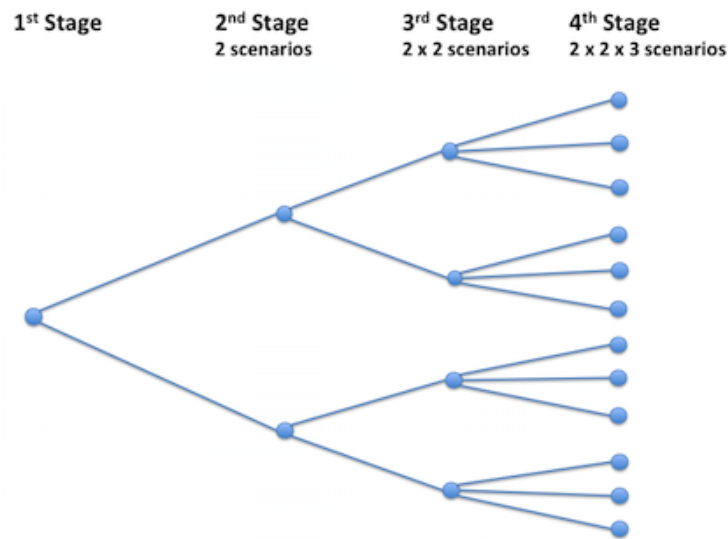 1st Stage
2nd Stage
2 scenarios
3rd Stage
2 x 2 scenarios
4th Stage
2 x 2 x 3 scenarios